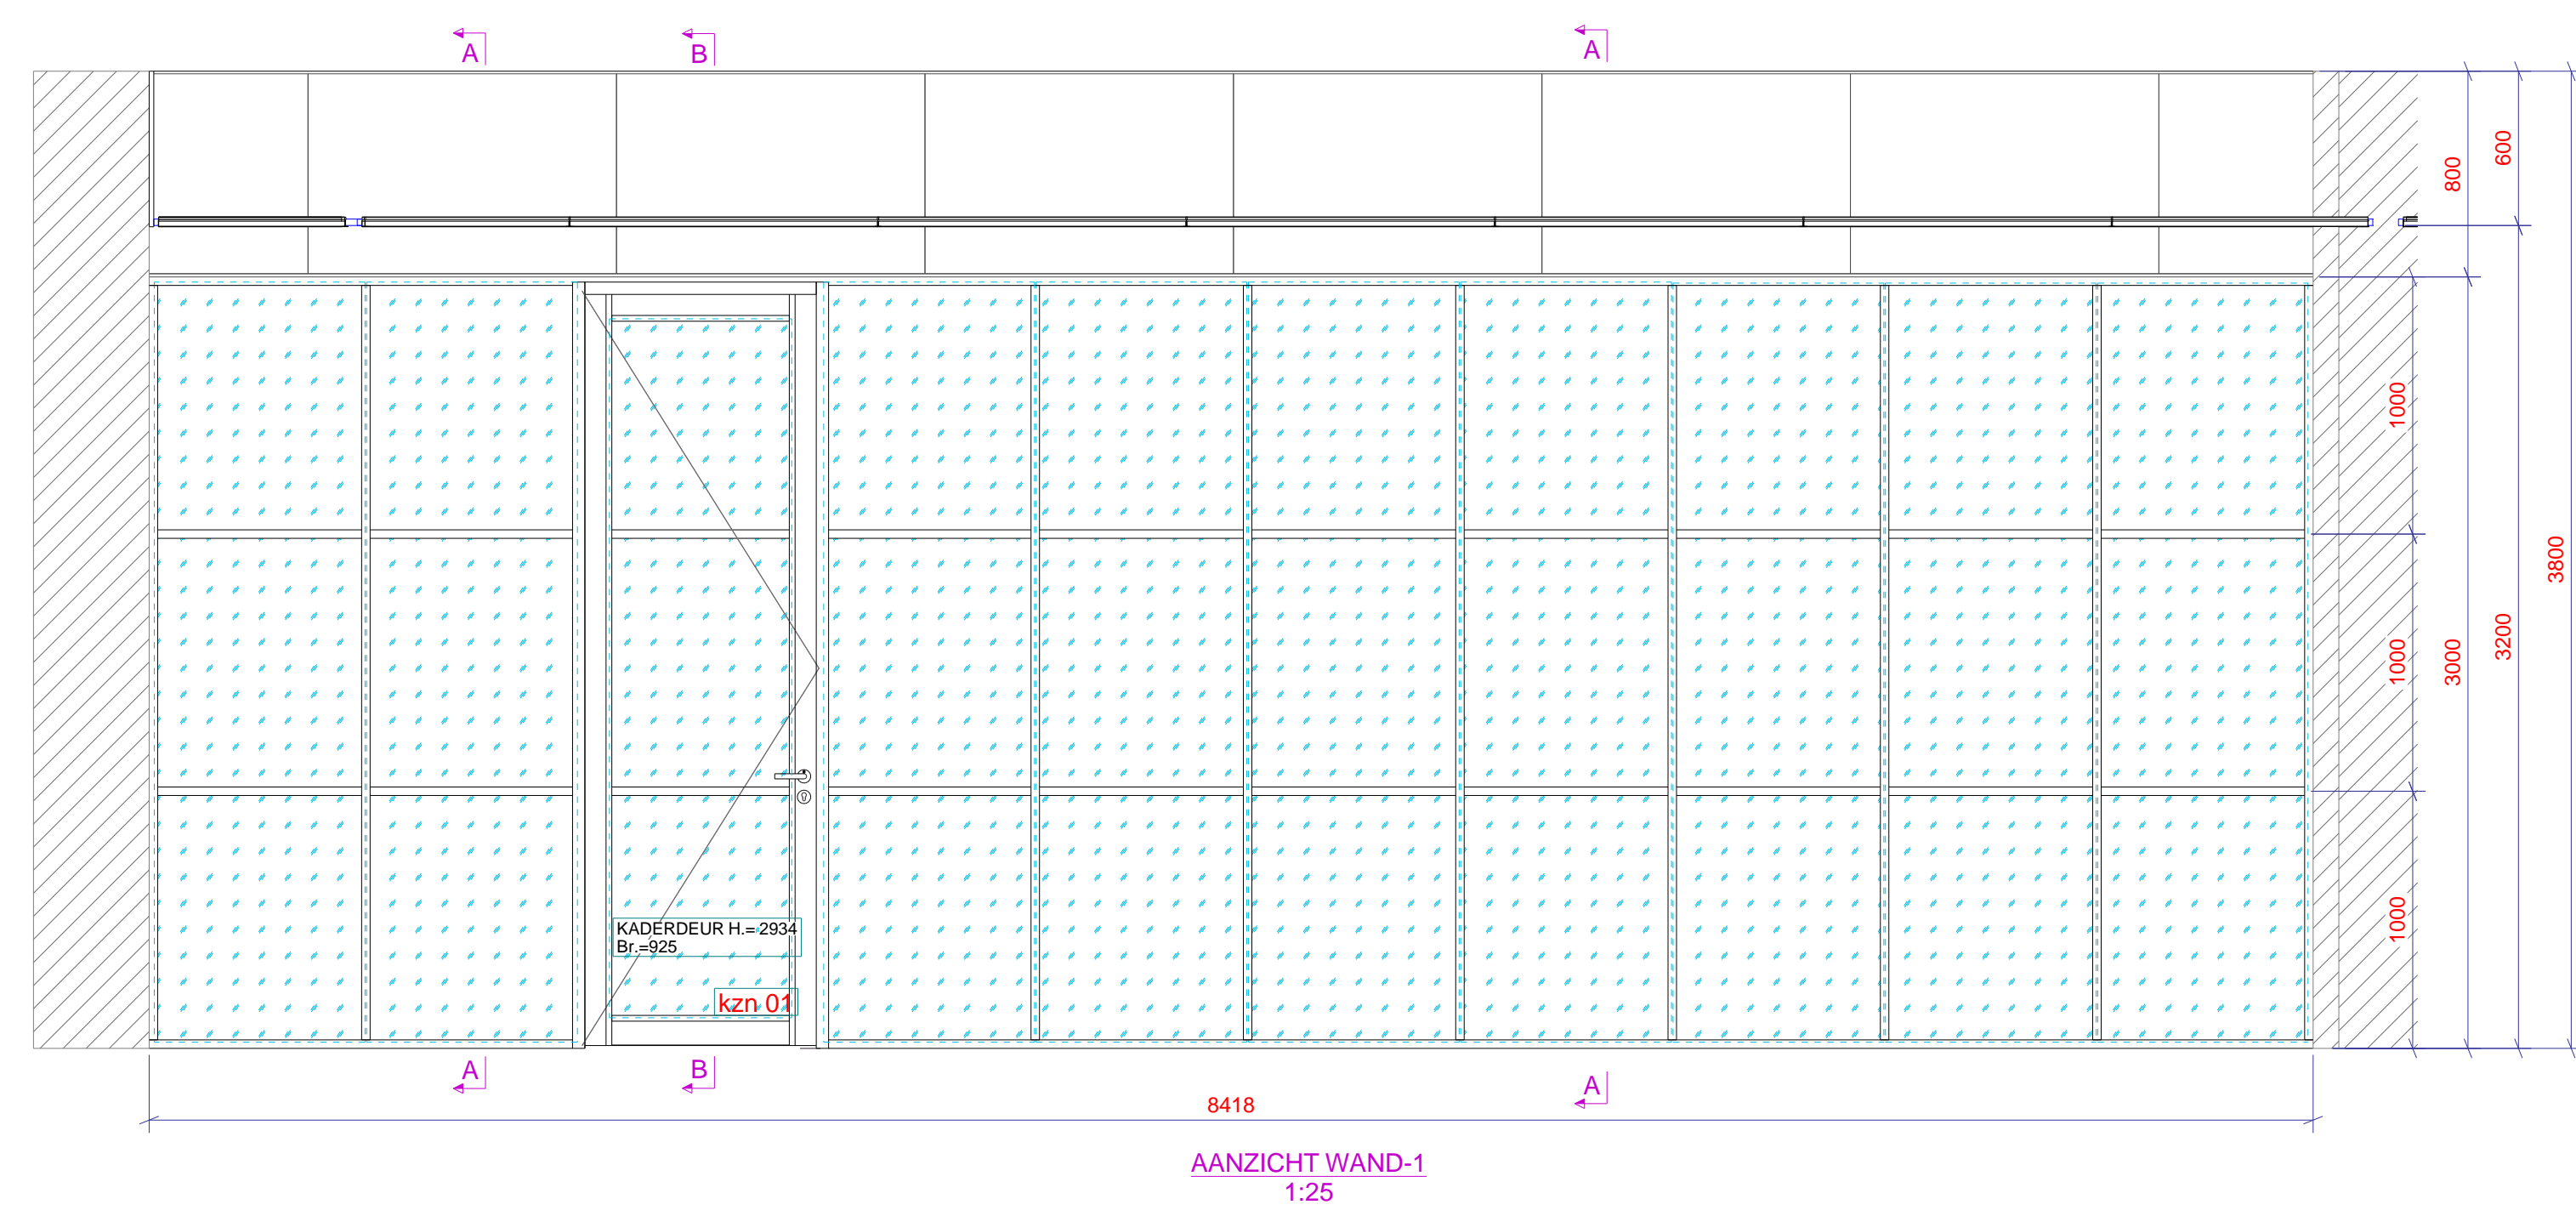 A
B
A
600
800
1000
3800
3200
1000
3000
KADERDEUR H.= 2934
Br.=925
1000
kzn 01
A
B
A
8418
AANZICHT WAND-1
1:25